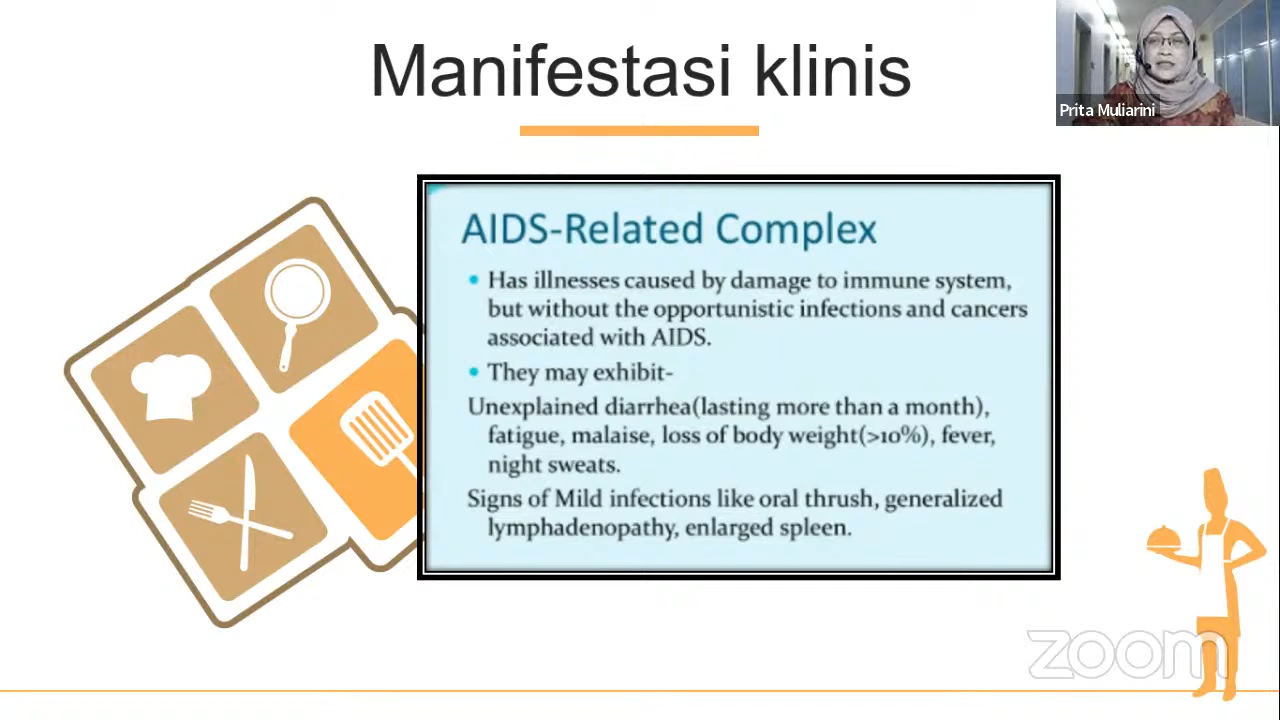 Manifestasi klinis
Prita Muliarini
AIDS-Related Complex
• Has illnesses caused by damage to immune system,
but without the opportunistic infections and cancers
associated with AIDS.
• They may exhibit-
Unexplained diarrhea(lasting more than a month),
fatigue, malaise, loss of body weight(>10%), fever,
night sweats.
Signs of Mild infections like oral thrush, generalized
lymphadenopathy, enlarged spleen.
zoom